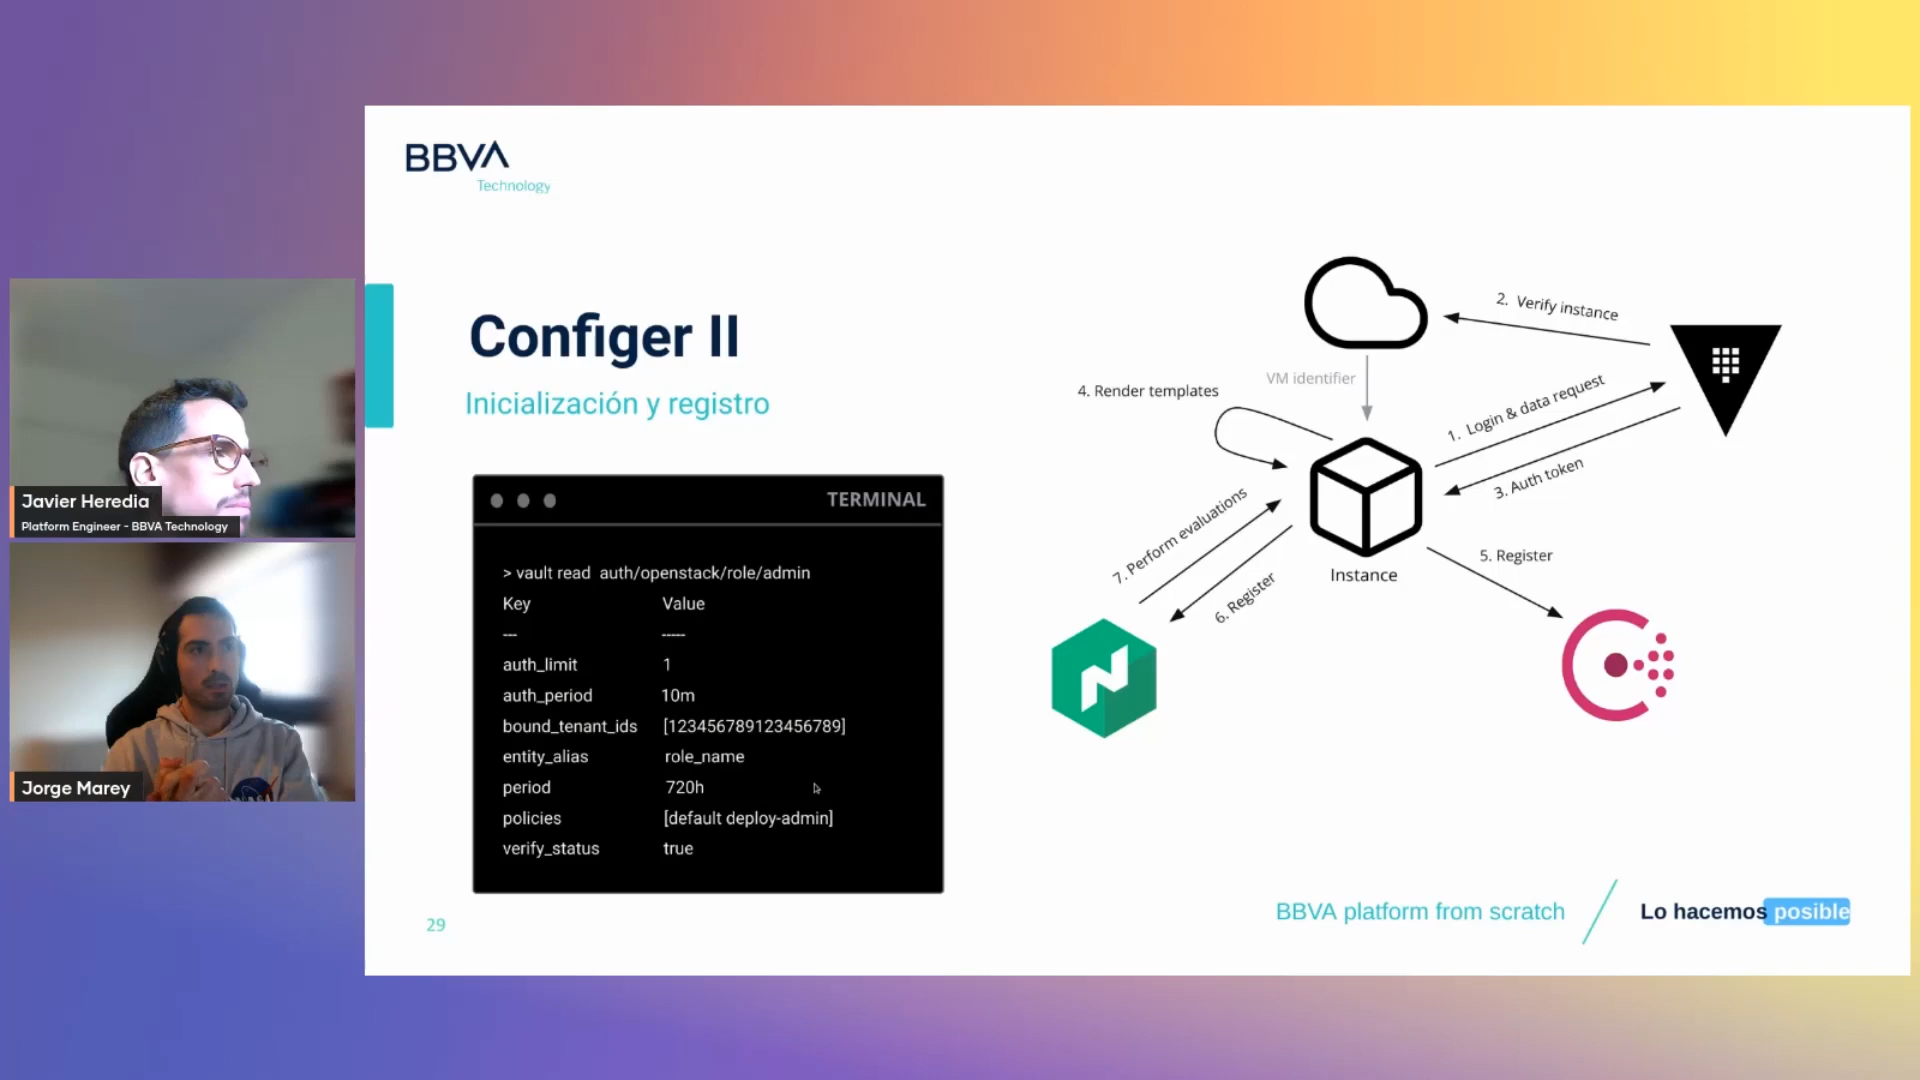 BBVA
Technology
Configer II
Inicialización y registro
TERMINAL
> vault read auth/openstack/role/admin
Key Value
--- -----
auth_limit 1
auth_period 10m
bound_tenant_ids [123456789123456789]
entity_alias role_name
period 720h
policies [default deploy-admin]
verify_status true
2. Verify instance
VM identifier
4. Render templates
1. Login & data request
3. Auth token
7. Perform evaluations
Instance
5. Register
6. Register
29
BBVA platform from scratch
Lo hacemos posible
Javier Heredia
Platform Engineer - BBVA Technology
Jorge Marey